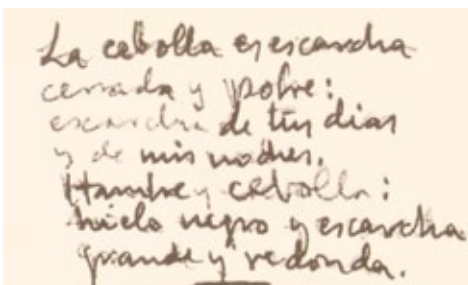 La cebolla es escarcha
cerrada y pobre:
escarcha de tus dias
y de mis noches.
Hambre y cebolla:
hielo negro y escarcha
grande y redonda.